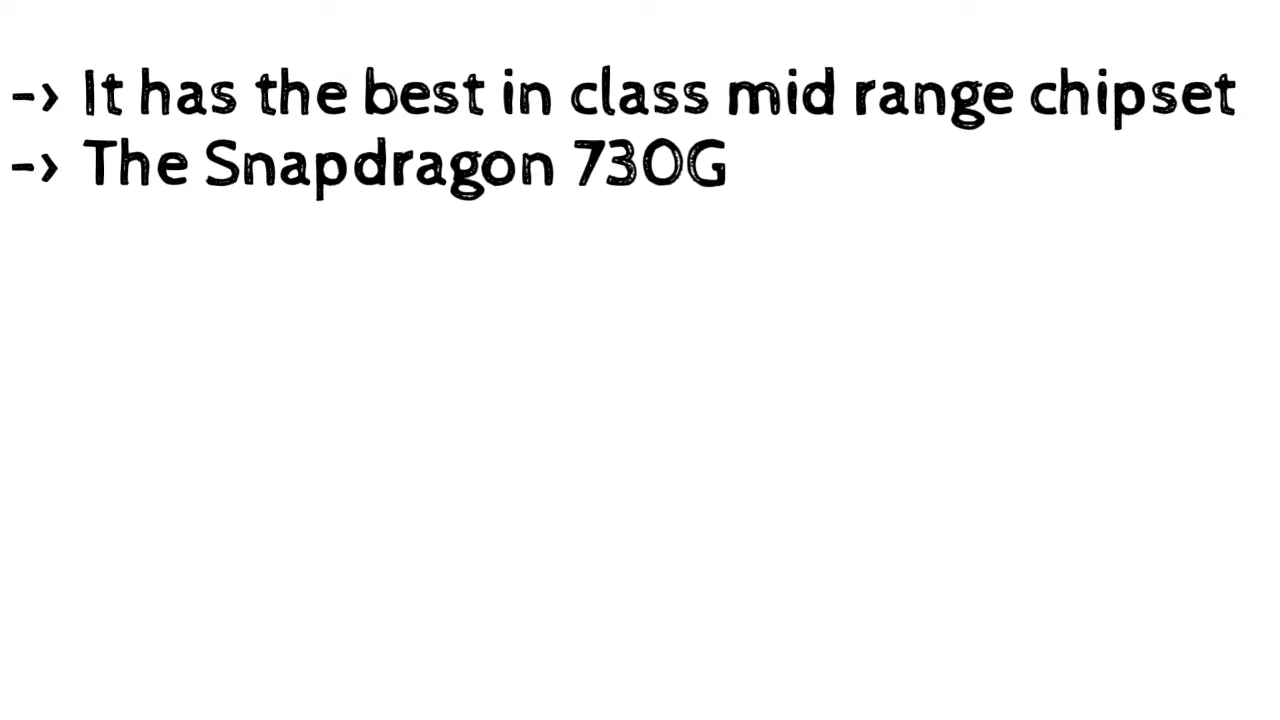 -> It has the best in class mid range chipset
-> The Snapdragon 730G